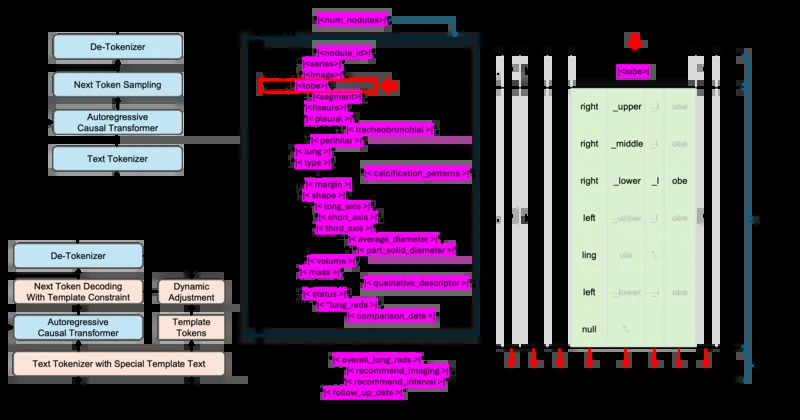 De-Tokenizer
Next Token Sampling
Autoregressive
Causal Transformer
Text Tokenizer
De-Tokenizer
Next Token Decoding
With Template Constraint
Dynamic
Adjustment
Autoregressive
Causal Transformer
Template
Tokens
Text Tokenizer with Special Template Text
|<num_nodules>|
|<nodule_id>|
|<series>|
|<image>|
|<lobe>|
|<segment>|
|<fissure>|
|< pleural >|
|< tracheobronchial >|
|< perihilar >|
|< lung >|
|< type >|
|< calcification_patterns >|
|< margin >|
|< shape >|
|< long_axis >|
|< short_axis >|
|< third_axis >|
|< average_diameter >|
|< part_solid_diameter >|
|< volume >|
|< mass >|
|< qualitative_descriptor >|
|< status >|
|< "lung_rads >|
|< comparison_date >|
|< overall_lung_rads >|
|< recommend_imaging >|
|< recommend_interval >|
|< follow_up_date >|
|<lobe>|
right _upper _l obe
right _middle _l obe
right _lower _l obe
left _upper _l obe
ling ula
left _lower _l obe
null